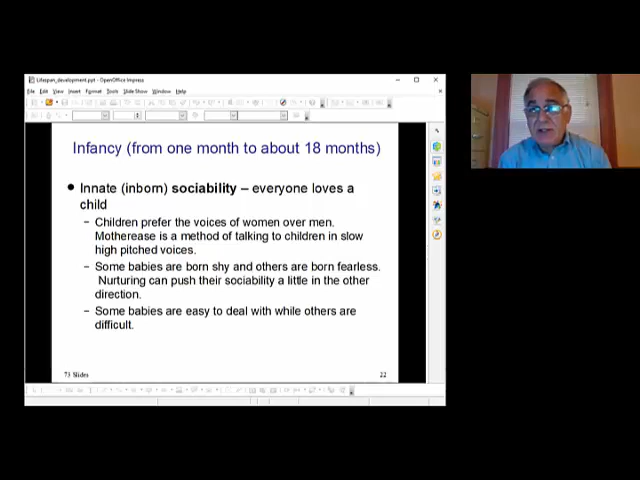 Lifespan_development.ppt - OpenOffice Impress
File Edit View Insert Format Tools Slide Show Window Help
Infancy (from one month to about 18 months)
• Innate (inborn) sociability – everyone loves a
child
– Children prefer the voices of women over men.
Motherease is a method of talking to children in slow
high pitched voices.
– Some babies are born shy and others are born fearless.
Nurturing can push their sociability a little in the other
direction.
– Some babies are easy to deal with while others are
difficult.
73 Slides 22